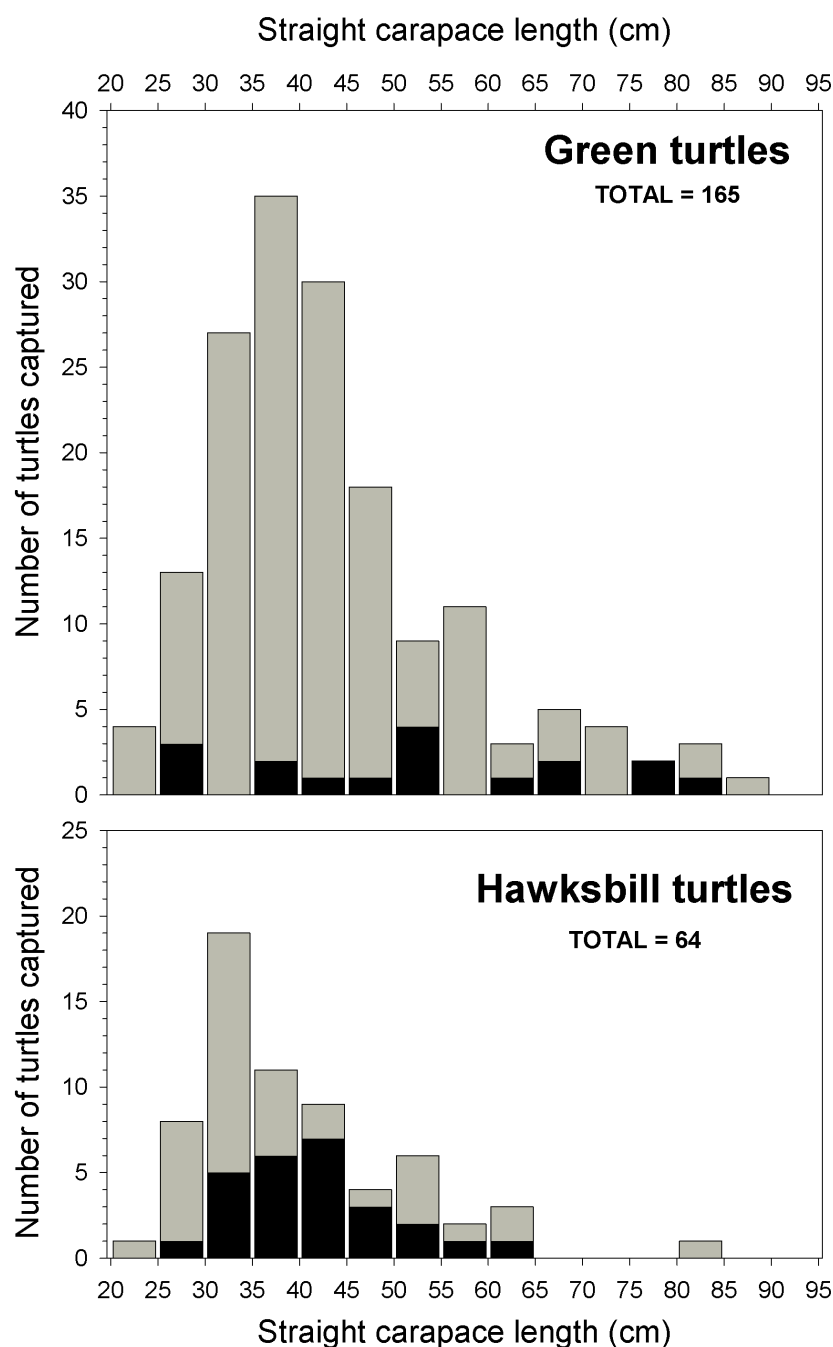 Straight carapace length (cm)
20 25 30 35 40 45 50 55 60 65 70 75 80 85 90 95
40
Green turtles
TOTAL = 165
35
30
25
20
15
10
5
0
Number of turtles captured
25
Hawksbill turtles
TOTAL = 64
20
15
10
5
0
Number of turtles captured
20 25 30 35 40 45 50 55 60 65 70 75 80 85 90 95
Straight carapace length (cm)